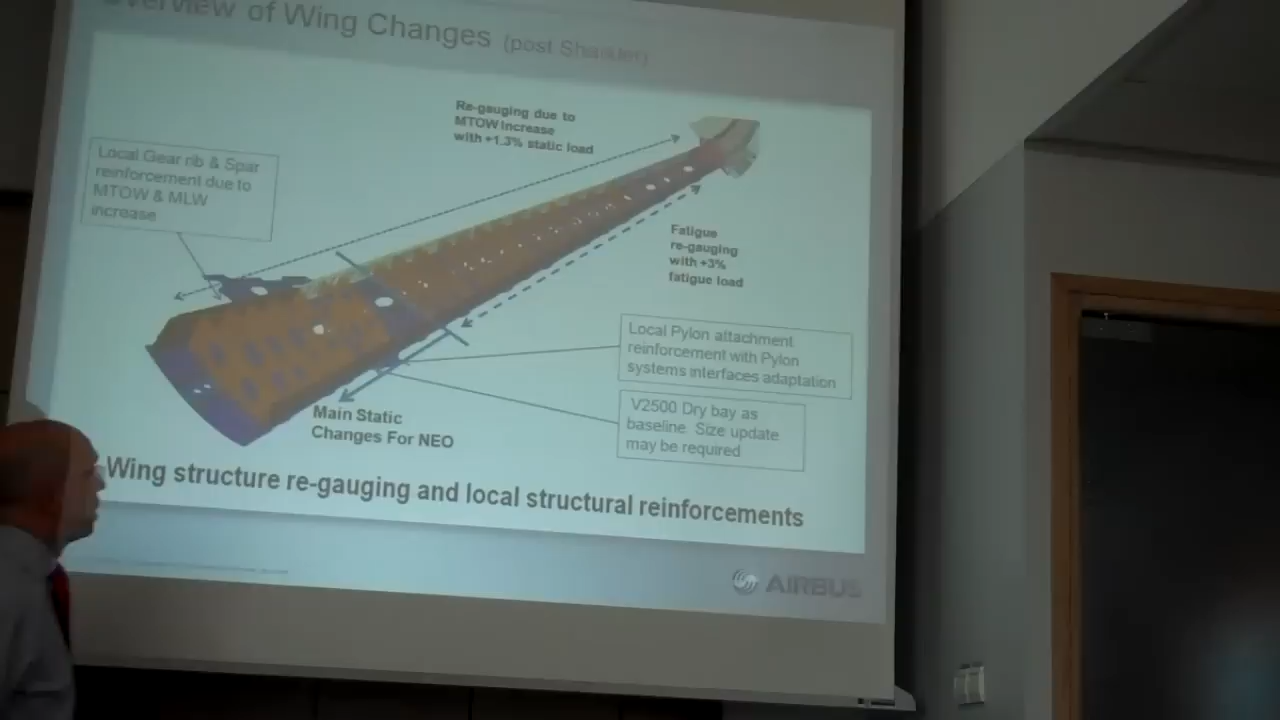 Overview of Wing Changes (post Sharklet)
Re-gauging due to
MTOW Increase
with +1.3% static load
Local Gear rib & Spar
reinforcement due to
MTOW & MLW
increase
Fatigue
re-gauging
with +3%
fatigue load
Local Pylon attachment
reinforcement with Pylon
systems interfaces adaptation
V2500 Dry bay as
baseline. Size update
may be required
Main Static
Changes For NEO
Wing structure re-gauging and local structural reinforcements
AIRBUS